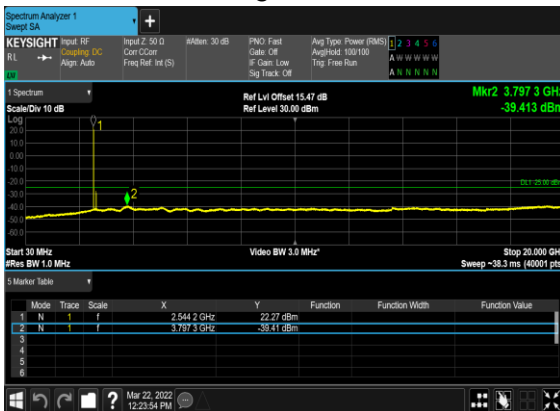 Spectrum Analyzer 1
Swept SA
KEYSIGHT
RL
Input: RF
Coupling: DC
Align: Auto
Input Z: 50 Ω
Corr CCorr
Freq Ref: Int (S)
#Atten: 30 dB
PNO: Fast
Gate: Off
IF Gain: Low
Sig Track: Off
Avg Type: Power (RMS)
Avg|Hold: 100/100
Trig: Free Run
1 2 3 4 5 6
A W W W W W
A N N N N N
1 Spectrum
Scale/Div 10 dB
Ref Lvl Offset 15.47 dB
Ref Level 30.00 dBm
Mkr2 3.797 3 GHz
-39.413 dBm
Log
20.0
10.0
0.00
-10.0
-20.0
-30.0
-40.0
-50.0
-60.0
1
2
Start 30 MHz
#Res BW 1.0 MHz
Video BW 3.0 MHz*
Stop 20.000 GHz
Sweep ~38.3 ms (40001 pts)
5 Marker Table
Mode Trace Scale X Y Function Function Width Function Value
1 N 1 f 2.544 2 GHz 22.27 dBm
2 N 1 f 3.797 3 GHz -39.41 dBm
3
4
5
6
?
Mar 22, 2022
12:23:54 PM